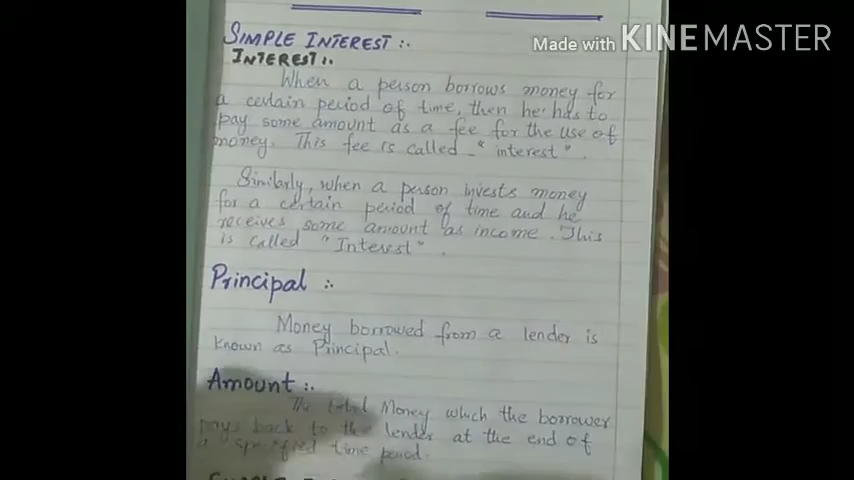 Made with KINEMASTER
SIMPLE INTEREST :.
INTEREST :.
When a person borrows money for
a certain period of time, then he has to
pay some amount as a fee for the use of
money. This fee is called - "interest".
Similarly, when a person invests money
for a certain period of time and he
receives some amount as income. This
is called "Interest".
Principal :.
Money borrowed from a lender is
known as Principal.
Amount :.
The total Money which the borrower
pays back to the lender at the end of
a specified time period.